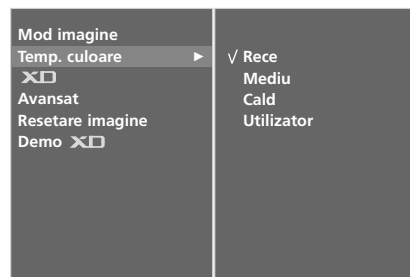 Mod imagine
Temp. culoare
XD
Avansat
Resetare imagine
Demo XD
√ Rece
Mediu
Cald
Utilizator